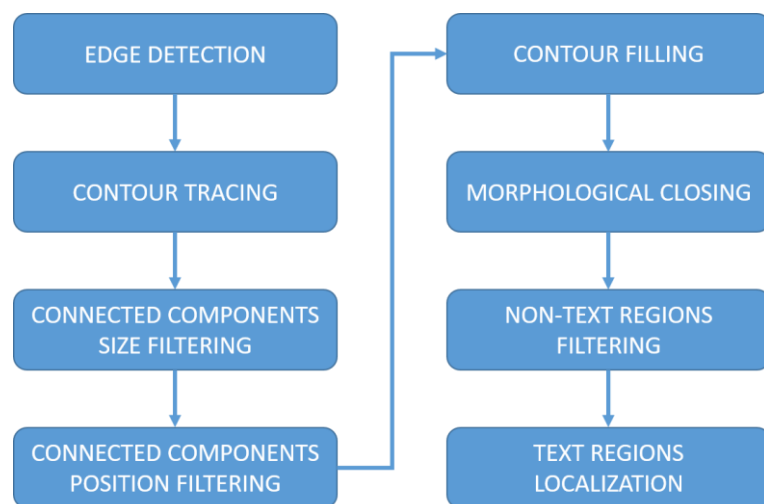 EDGE DETECTION
CONTOUR TRACING
CONNECTED COMPONENTS
SIZE FILTERING
CONNECTED COMPONENTS
POSITION FILTERING
CONTOUR FILLING
MORPHOLOGICAL CLOSING
NON-TEXT REGIONS
FILTERING
TEXT REGIONS
LOCALIZATION